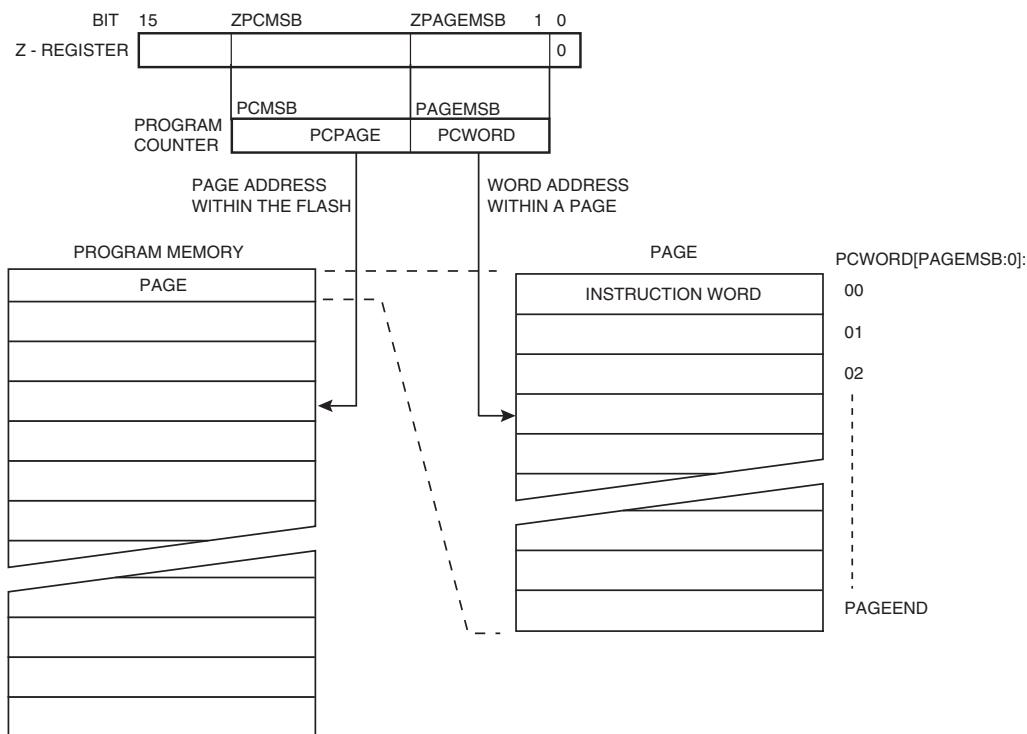 BIT 15 ZPCMSB ZPAGEMSB 1 0
Z - REGISTER 0
PCMSB PAGEMSB
PROGRAM
COUNTER
PCPAGE PCWORD
PAGE ADDRESS
WITHIN THE FLASH
WORD ADDRESS
WITHIN A PAGE
PROGRAM MEMORY
PAGE
PAGE
PCWORD[PAGEMSB:0]:
INSTRUCTION WORD
00
01
02
PAGEEND